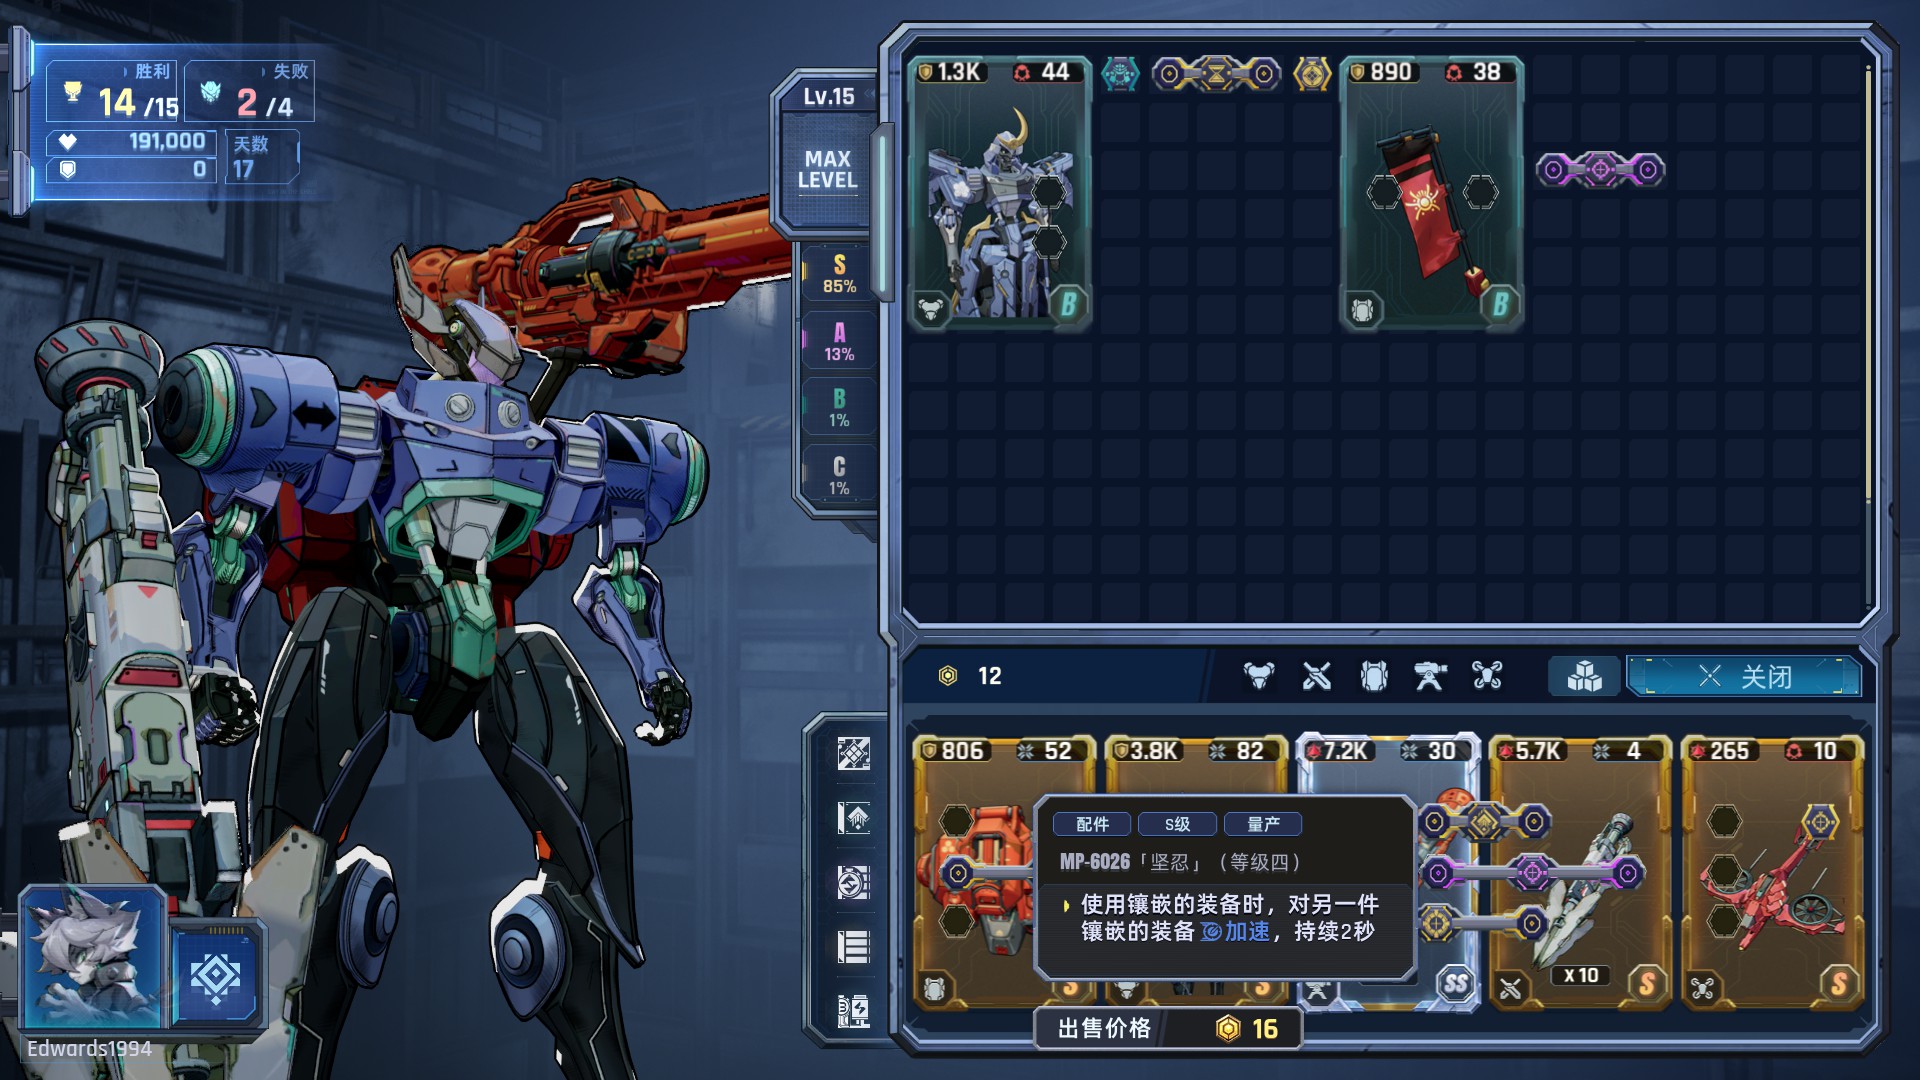 胜利
14 /15
失败
2 /4
191,000
0
天数
17
Lv.15
MAX
LEVEL
S
85%
A
13%
B
1%
C
1%
1.3K
44
B
890
38
B
12
关闭
806
52
S
3.8K
82
S
7.2K
30
SS
5.7K
4
x10
S
265
10
S
配件
S级
量产
MP-6026「坚忍」（等级四）
使用镶嵌的装备时，对另一件
镶嵌的装备加速，持续2秒
出售价格
16
Edwards1994